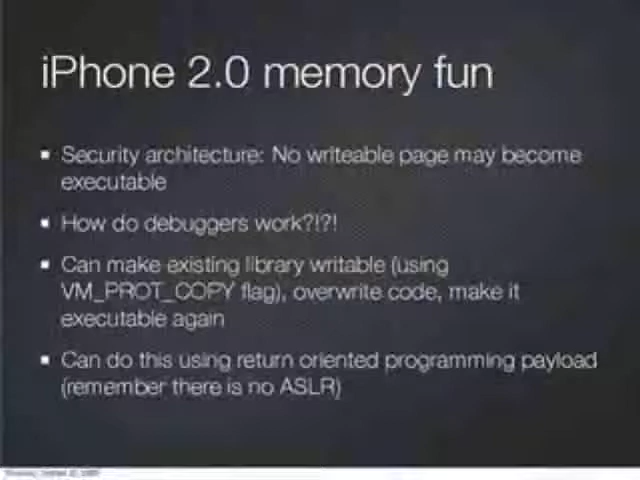 iPhone 2.0 memory fun
Security architecture: No writeable page may become
executable
How do debuggers work?!?!
Can make existing library writable (using
VM_PROT_COPY flag), overwrite code, make it
executable again
Can do this using return oriented programming payload
(remember there is no ASLR)